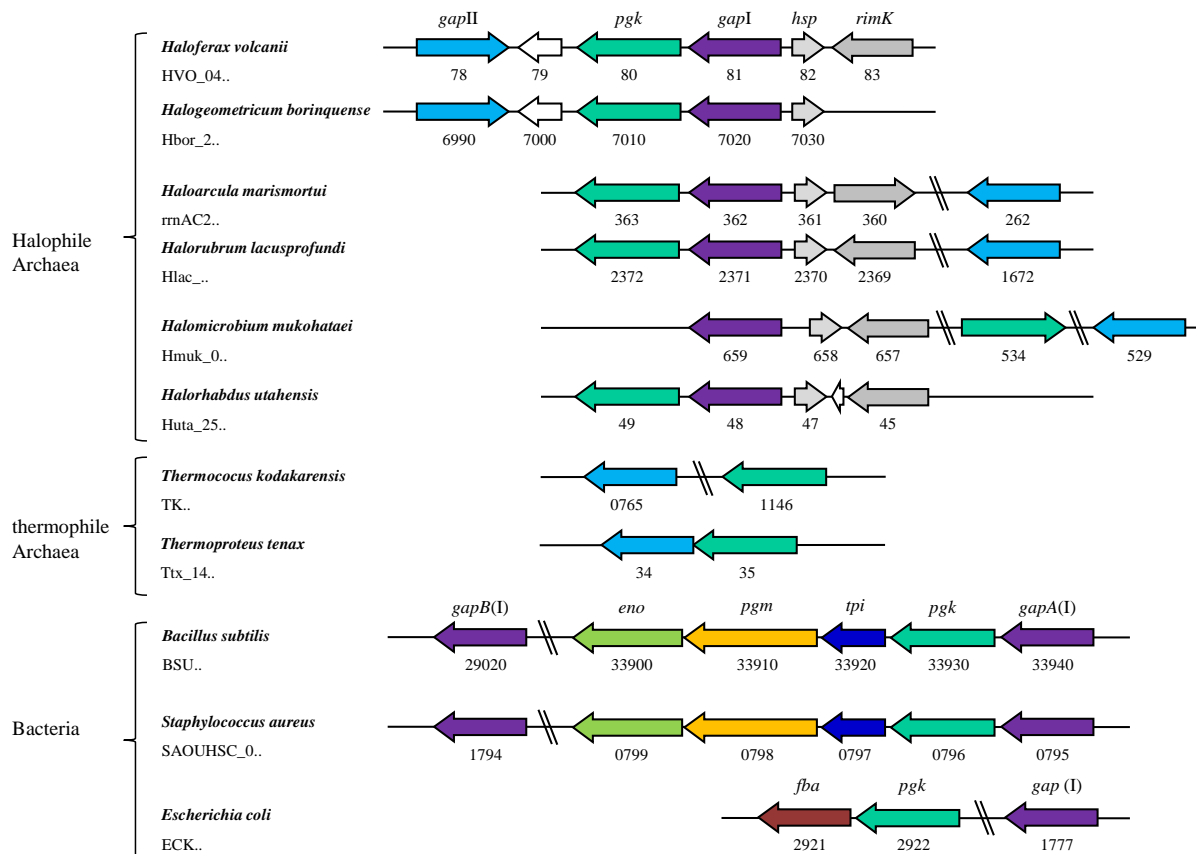 gapII pgk gapI hsp rimK
Haloferax volcanii
HVO_04.. 78 79 80 81 82 83
Halogeometricum borinquense
Hbor_2.. 6990 7000 7010 7020 7030
Haloarcula marismortui
rrnAC2.. 363 362 361 360 262
Halophile
Archaea
Halorubrum lacusprofundi
Hlac_.. 2372 2371 2370 2369 1672
Halomicrobium mukohataei
Hmuk_0.. 659 658 657 534 529
Halorhabdus utahensis
Huta_25.. 49 48 47 45
Thermococus kodakarensis
TK.. 0765 1146
thermophile
Archaea
Thermoproteus tenax
Ttx_14.. 34 35
gapB(I) eno pgm tpi pgk gapA(I)
Bacillus subtilis
BSU.. 29020 33900 33910 33920 33930 33940
Bacteria
Staphylococcus aureus
SAOUHSC_0.. 1794 0799 0798 0797 0796 0795
fba pgk gap (I)
Escherichia coli
ECK.. 2921 2922 1777